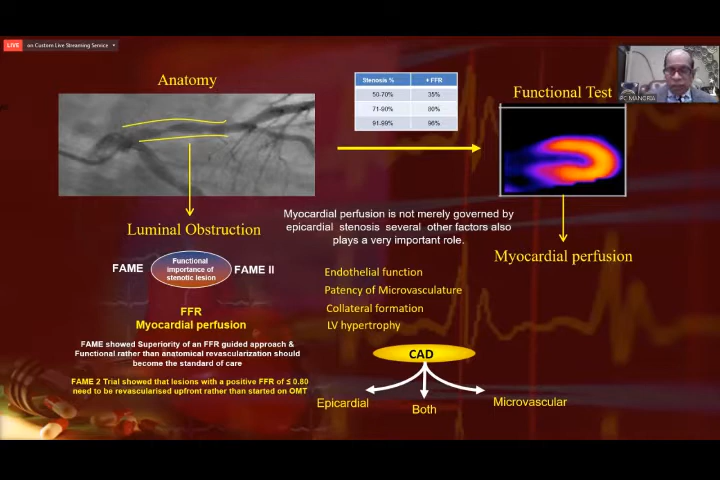 LIVE on Custom Live Streaming Service
Anatomy
Stenosis % + FFR
50-70% 35%
71-90% 80%
91-99% 96%
Functional Test
PC MANORIA
Luminal Obstruction
Myocardial perfusion is not merely governed by
epicardial stenosis several other factors also
plays a very important role.
Myocardial perfusion
FAME
Functional
importance of
stenotic lesion
FAME II
Endothelial function
Patency of Microvasculature
Collateral formation
LV hypertrophy
FFR
Myocardial perfusion
FAME showed Superiority of an FFR guided approach &
Functional rather than anatomical revascularization should
become the standard of care
FAME 2 Trial showed that lesions with a positive FFR of ≤ 0.80
need to be revascularised upfront rather than started on OMT
CAD
Epicardial
Both
Microvascular